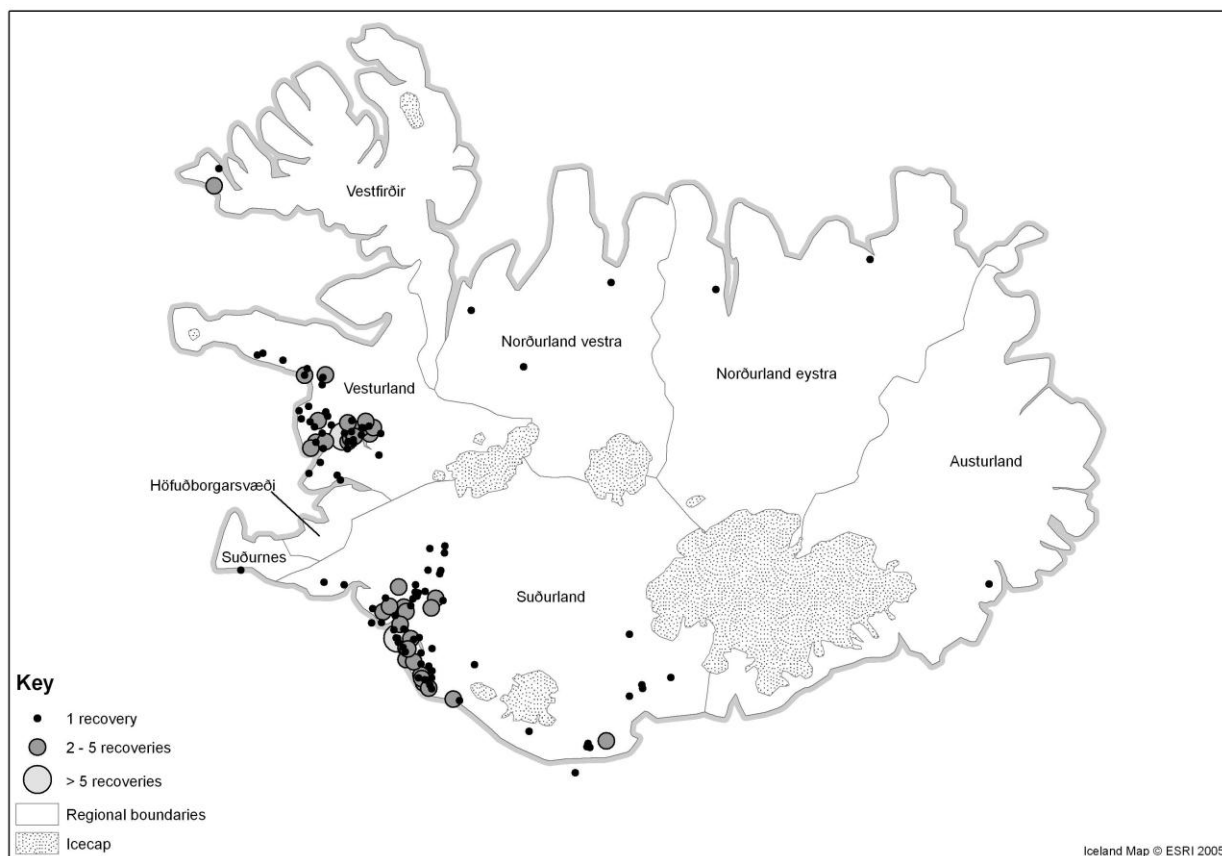 Vestfirðir
Norðurland vestra
Norðurland eystra
Vesturland
Austurland
Höfuðborgarsvæði
Suðurnes
Suðurland
Key
1 recovery
2 - 5 recoveries
> 5 recoveries
Regional boundaries
Icecap
Iceland Map © ESRI 2005